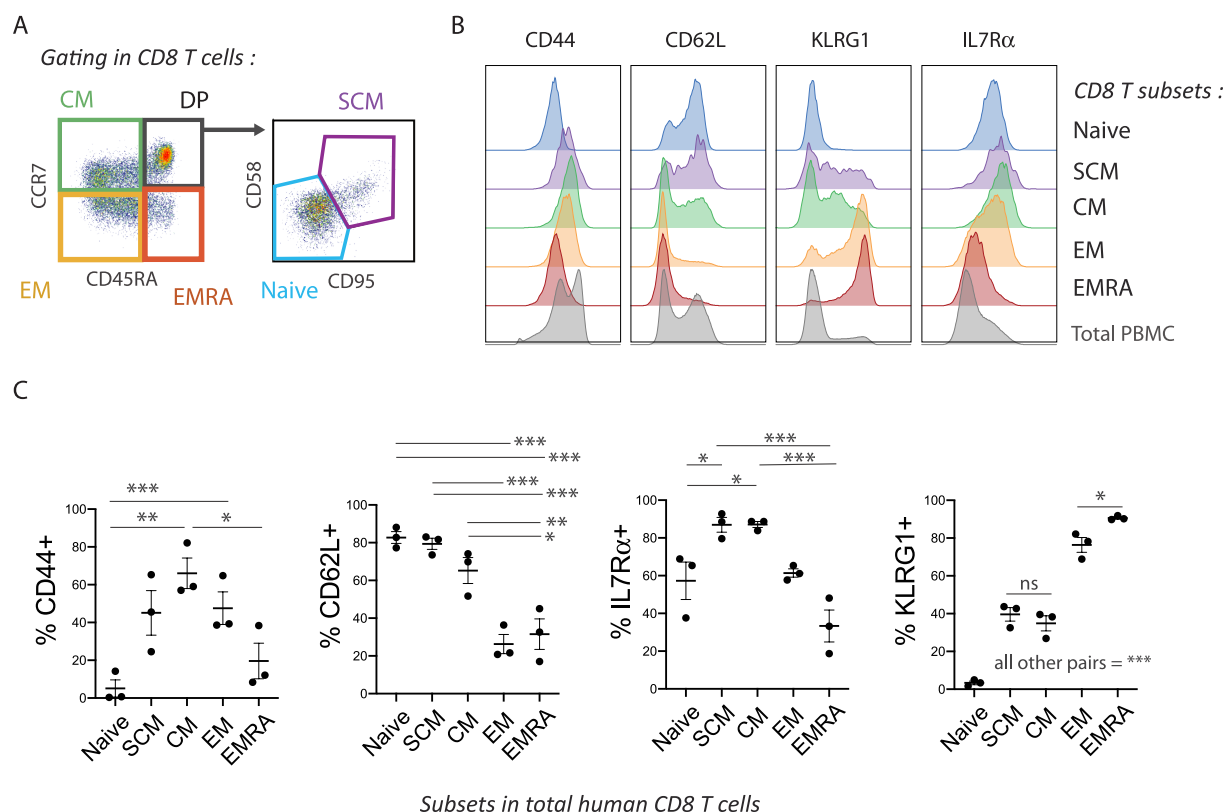 A
Gating in CD8 T cells :
CM
DP
SCM
CCR7
CD58
EM
CD45RA
EMRA
Naive
CD95
B
CD44
CD62L
KLRG1
IL7Rα
CD8 T subsets :
Naive
SCM
CM
EM
EMRA
Total PBMC
C
% CD44+
100
80
60
40
20
0
***
**
*
Naive
SCM
CM
EM
EMRA
% CD62L+
100
80
60
40
20
0
***
***
***
***
**
*
Naive
SCM
CM
EM
EMRA
% IL7Rα+
100
80
60
40
20
0
***
*
***
*
Naive
SCM
CM
EM
EMRA
% KLRG1+
100
80
60
40
20
0
*
ns
all other pairs = ***
Naive
SCM
CM
EM
EMRA
Subsets in total human CD8 T cells